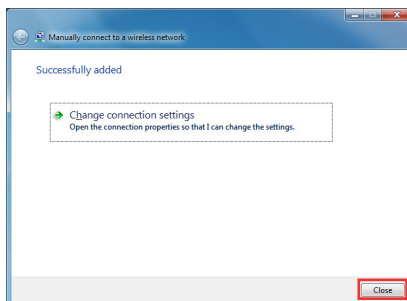 Manually connect to a wireless network
Successfully added
Change connection settings
Open the connection properties so that I can change the settings.
Close